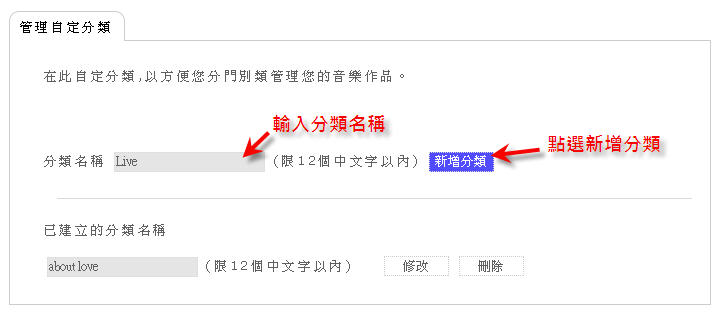 管理自定分類
在此自定分類,以方便您分門別類管理您的音樂作品。
輸入分類名稱
點選新增分類
分類名稱 Live (限12個中文字以內) 新增分類
已建立的分類名稱
about love (限12個中文字以內) 修改 刪除